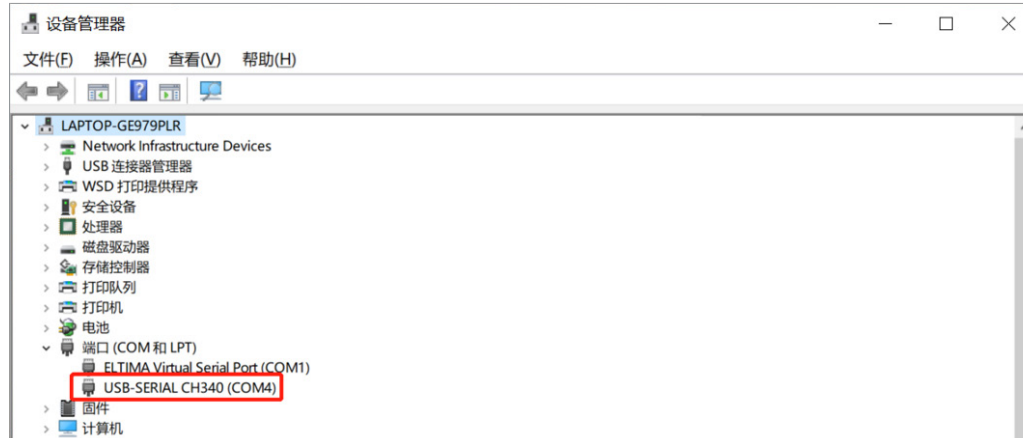 设备管理器
文件(F) 操作(A) 查看(V) 帮助(H)
LAPTOP-GE979PLR
Network Infrastructure Devices
USB 连接器管理器
WSD 打印提供程序
安全设备
处理器
磁盘驱动器
存储控制器
打印队列
打印机
电池
端口 (COM 和 LPT)
ELTIMA Virtual Serial Port (COM1)
USB-SERIAL CH340 (COM4)
固件
计算机